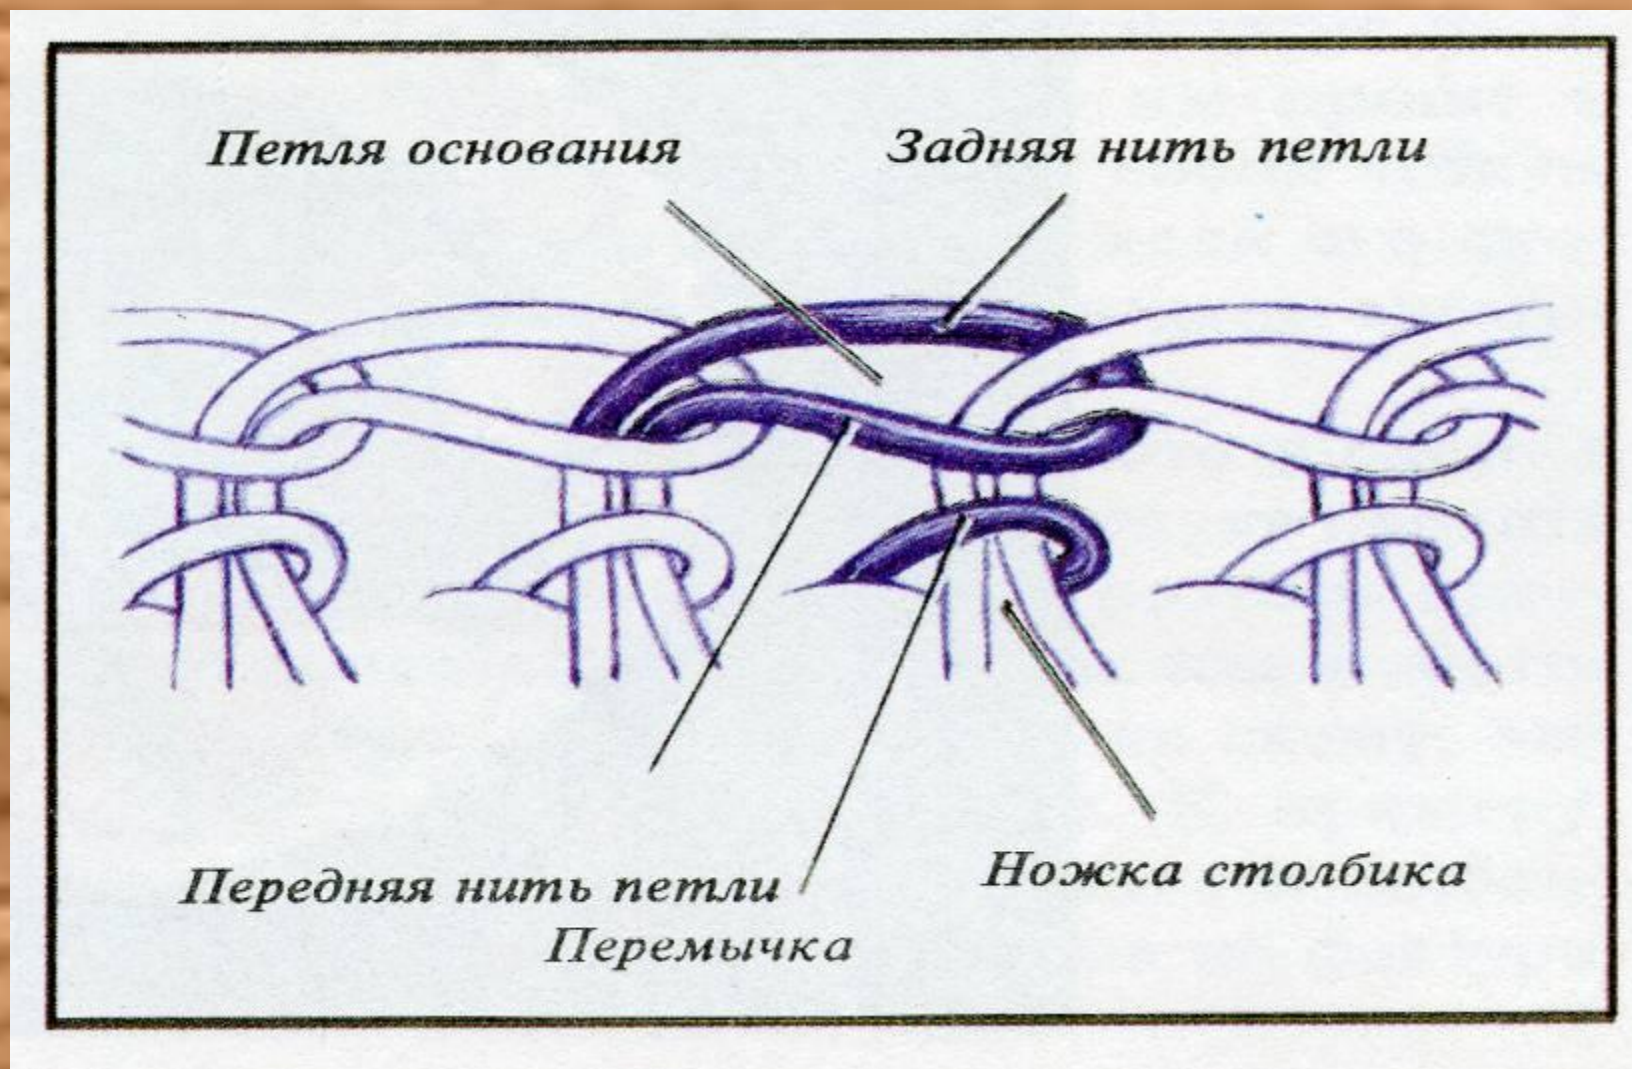 Петля основания
Задняя нить петли
Передняя нить петли
Перемычка
Ножка столбика